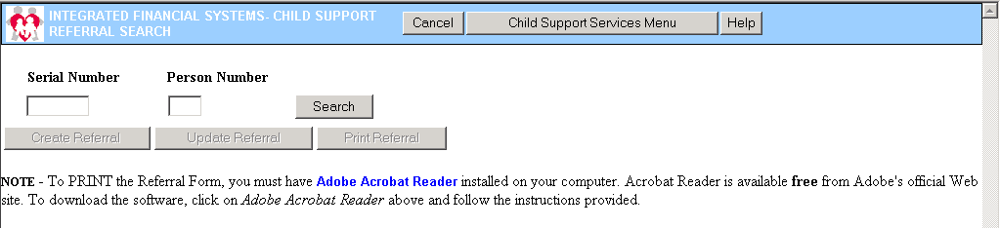 INTEGRATED FINANCIAL SYSTEMS- CHILD SUPPORT
REFERRAL SEARCH
Cancel Child Support Services Menu Help
Serial Number Person Number
Search
Create Referral Update Referral Print Referral
NOTE - To PRINT the Referral Form, you must have Adobe Acrobat Reader installed on your computer. Acrobat Reader is available free from Adobe's official Web
site. To download the software, click on Adobe Acrobat Reader above and follow the instructions provided.